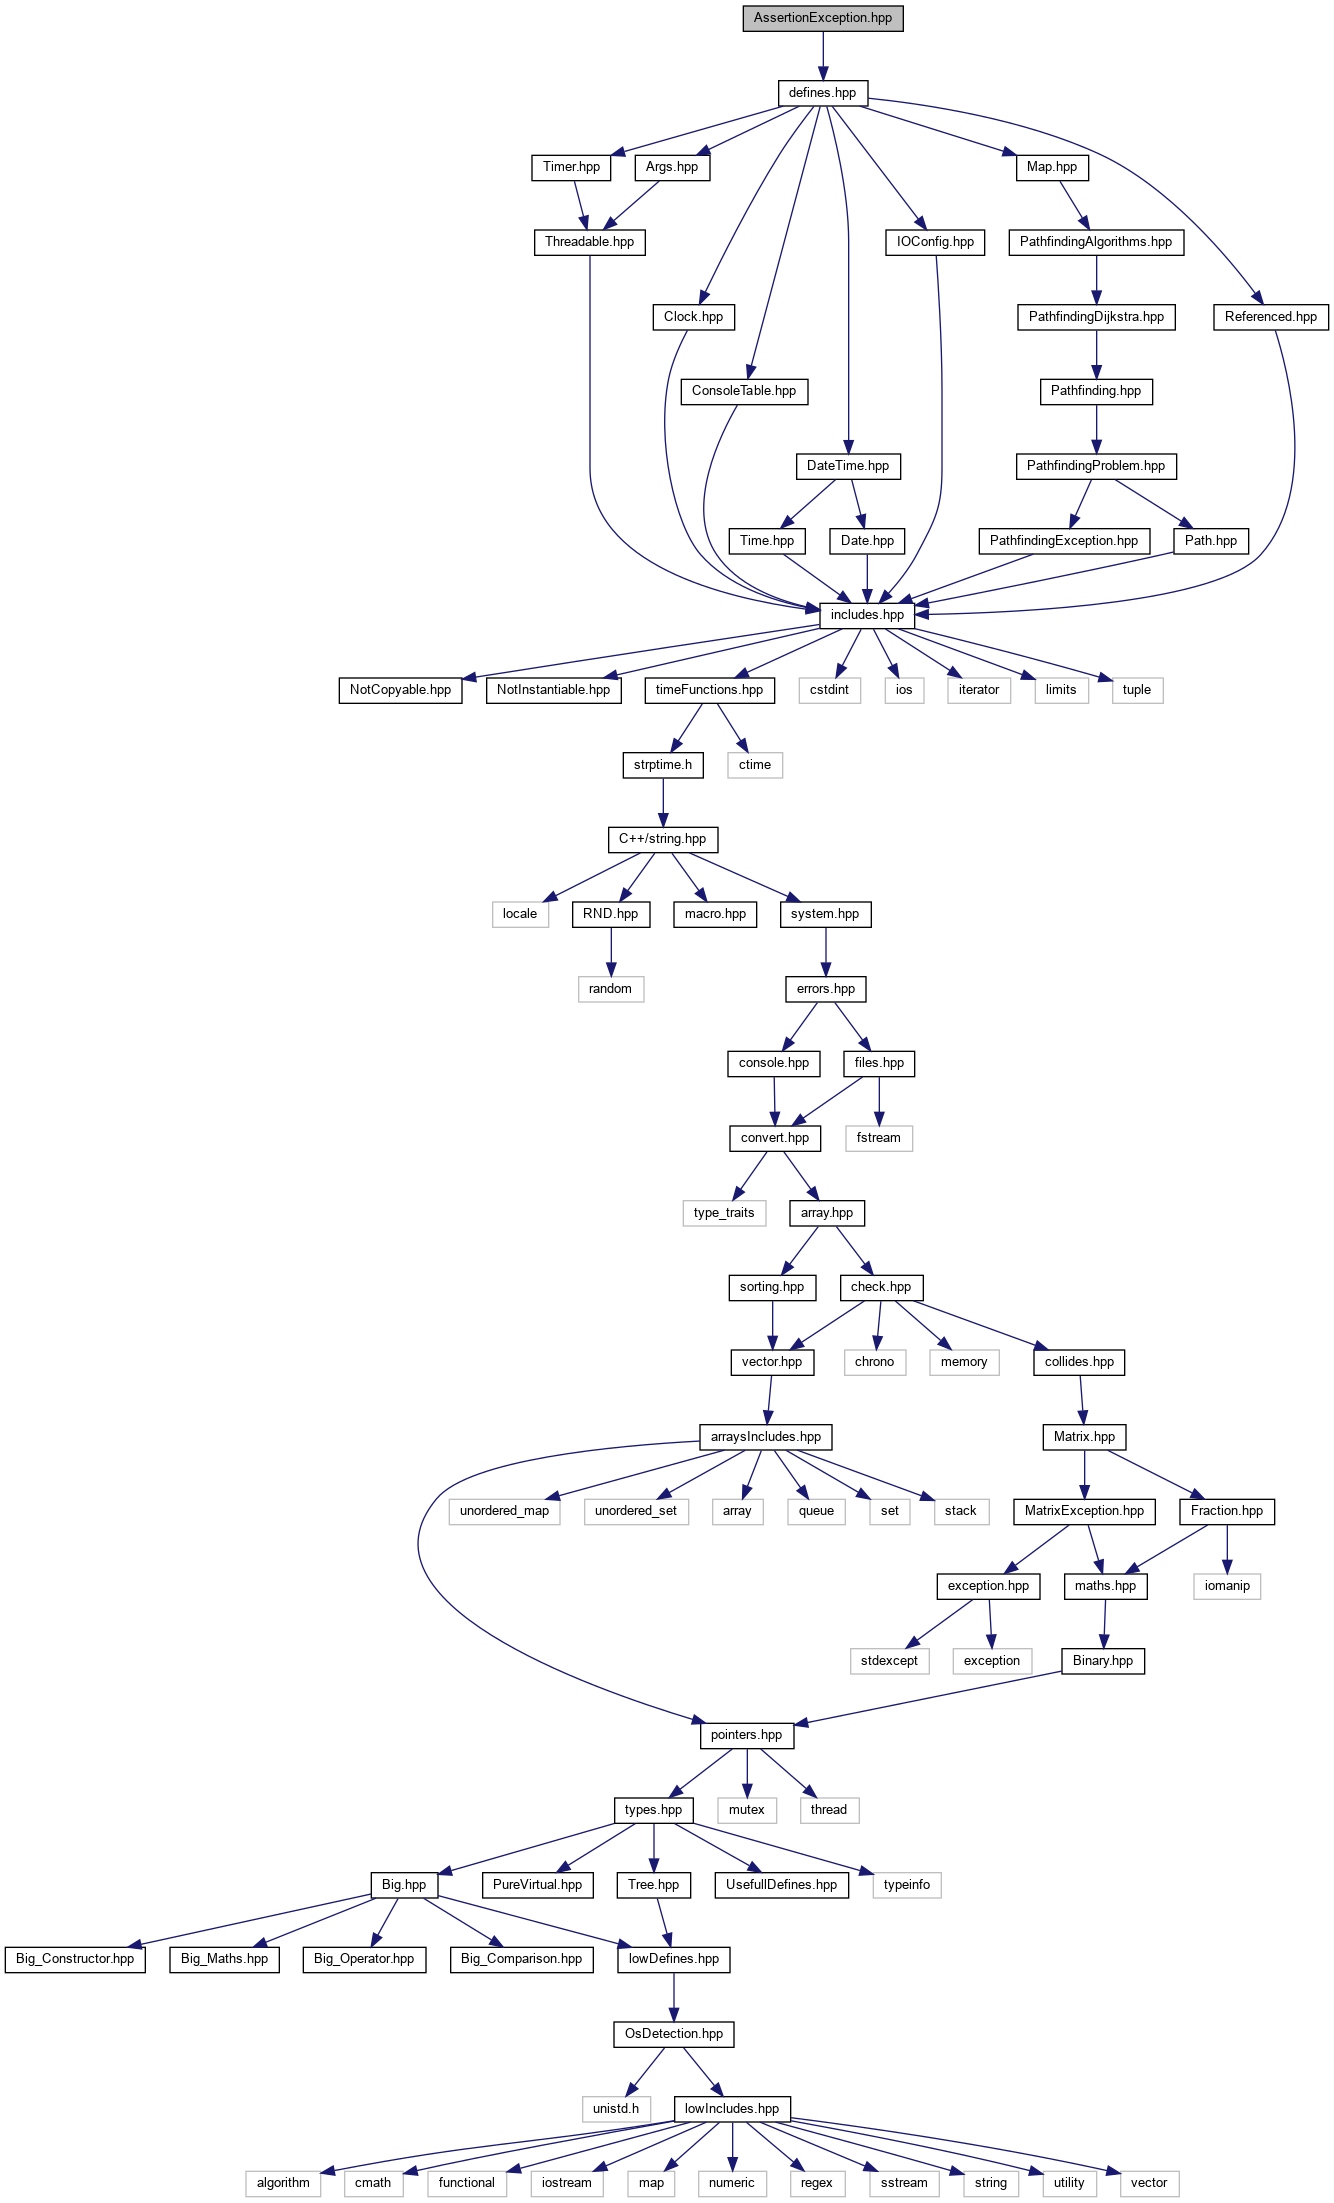 AssertionException.hpp
defines.hpp
Timer.hpp
Args.hpp
Map.hpp
Threadable.hpp
IOConfig.hpp
PathfindingAlgorithms.hpp
Clock.hpp
PathfindingDijkstra.hpp
Referenced.hpp
ConsoleTable.hpp
Pathfinding.hpp
DateTime.hpp
PathfindingProblem.hpp
Time.hpp
Date.hpp
PathfindingException.hpp
Path.hpp
includes.hpp
NotCopyable.hpp
NotInstantiable.hpp
timeFunctions.hpp
cstdint
ios
iterator
limits
tuple
strptime.h
ctime
C++/string.hpp
locale
RND.hpp
macro.hpp
system.hpp
random
errors.hpp
console.hpp
files.hpp
convert.hpp
fstream
type_traits
array.hpp
sorting.hpp
check.hpp
vector.hpp
chrono
memory
collides.hpp
arraysIncludes.hpp
Matrix.hpp
unordered_map
unordered_set
array
queue
set
stack
MatrixException.hpp
Fraction.hpp
exception.hpp
maths.hpp
iomanip
stdexcept
exception
Binary.hpp
pointers.hpp
types.hpp
mutex
thread
Big.hpp
PureVirtual.hpp
Tree.hpp
UsefullDefines.hpp
typeinfo
Big_Constructor.hpp
Big_Maths.hpp
Big_Operator.hpp
Big_Comparison.hpp
lowDefines.hpp
OsDetection.hpp
unistd.h
lowIncludes.hpp
algorithm
cmath
functional
iostream
map
numeric
regex
sstream
string
utility
vector